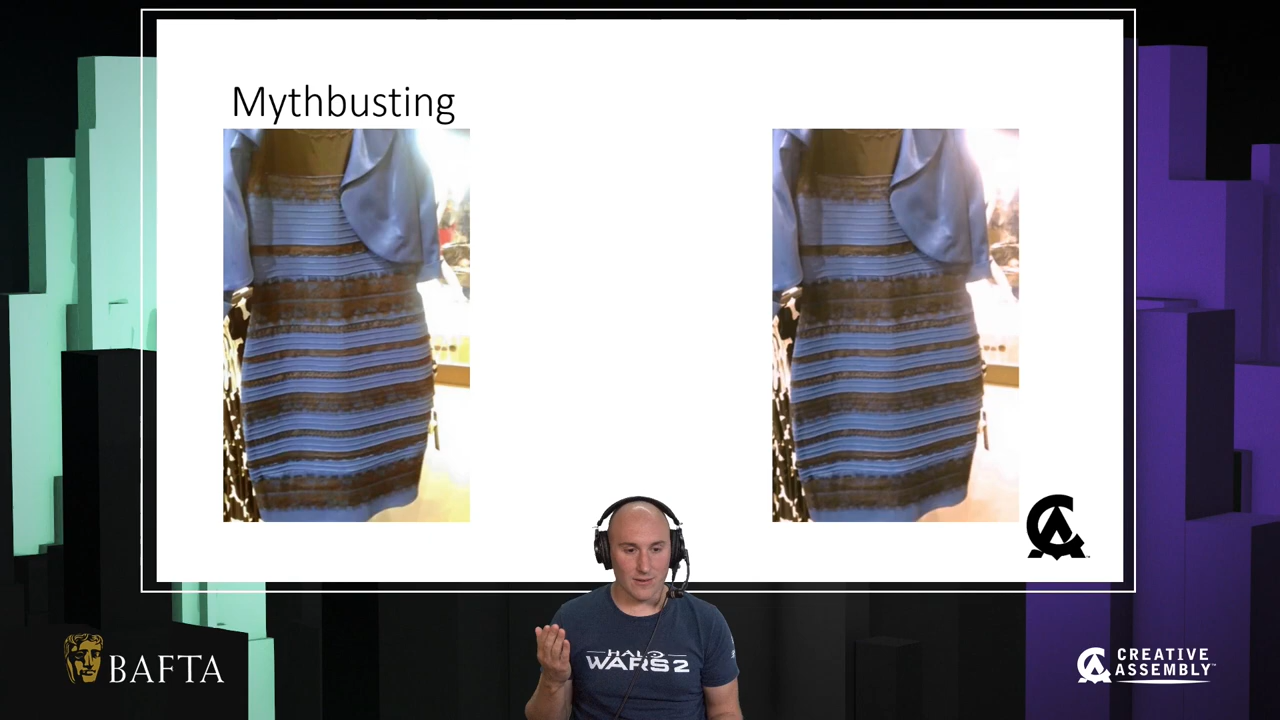 Mythbusting
HALO
WARS 2
BAFTA
CREATIVE
ASSEMBLY